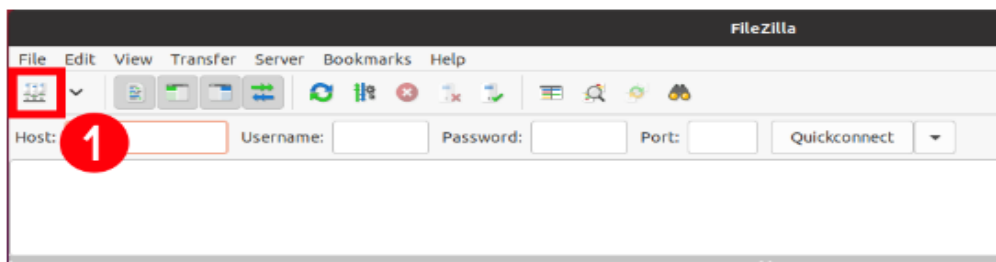 FileZilla
File Edit View Transfer Server Bookmarks Help
Host: 1 Username: Password: Port: Quickconnect